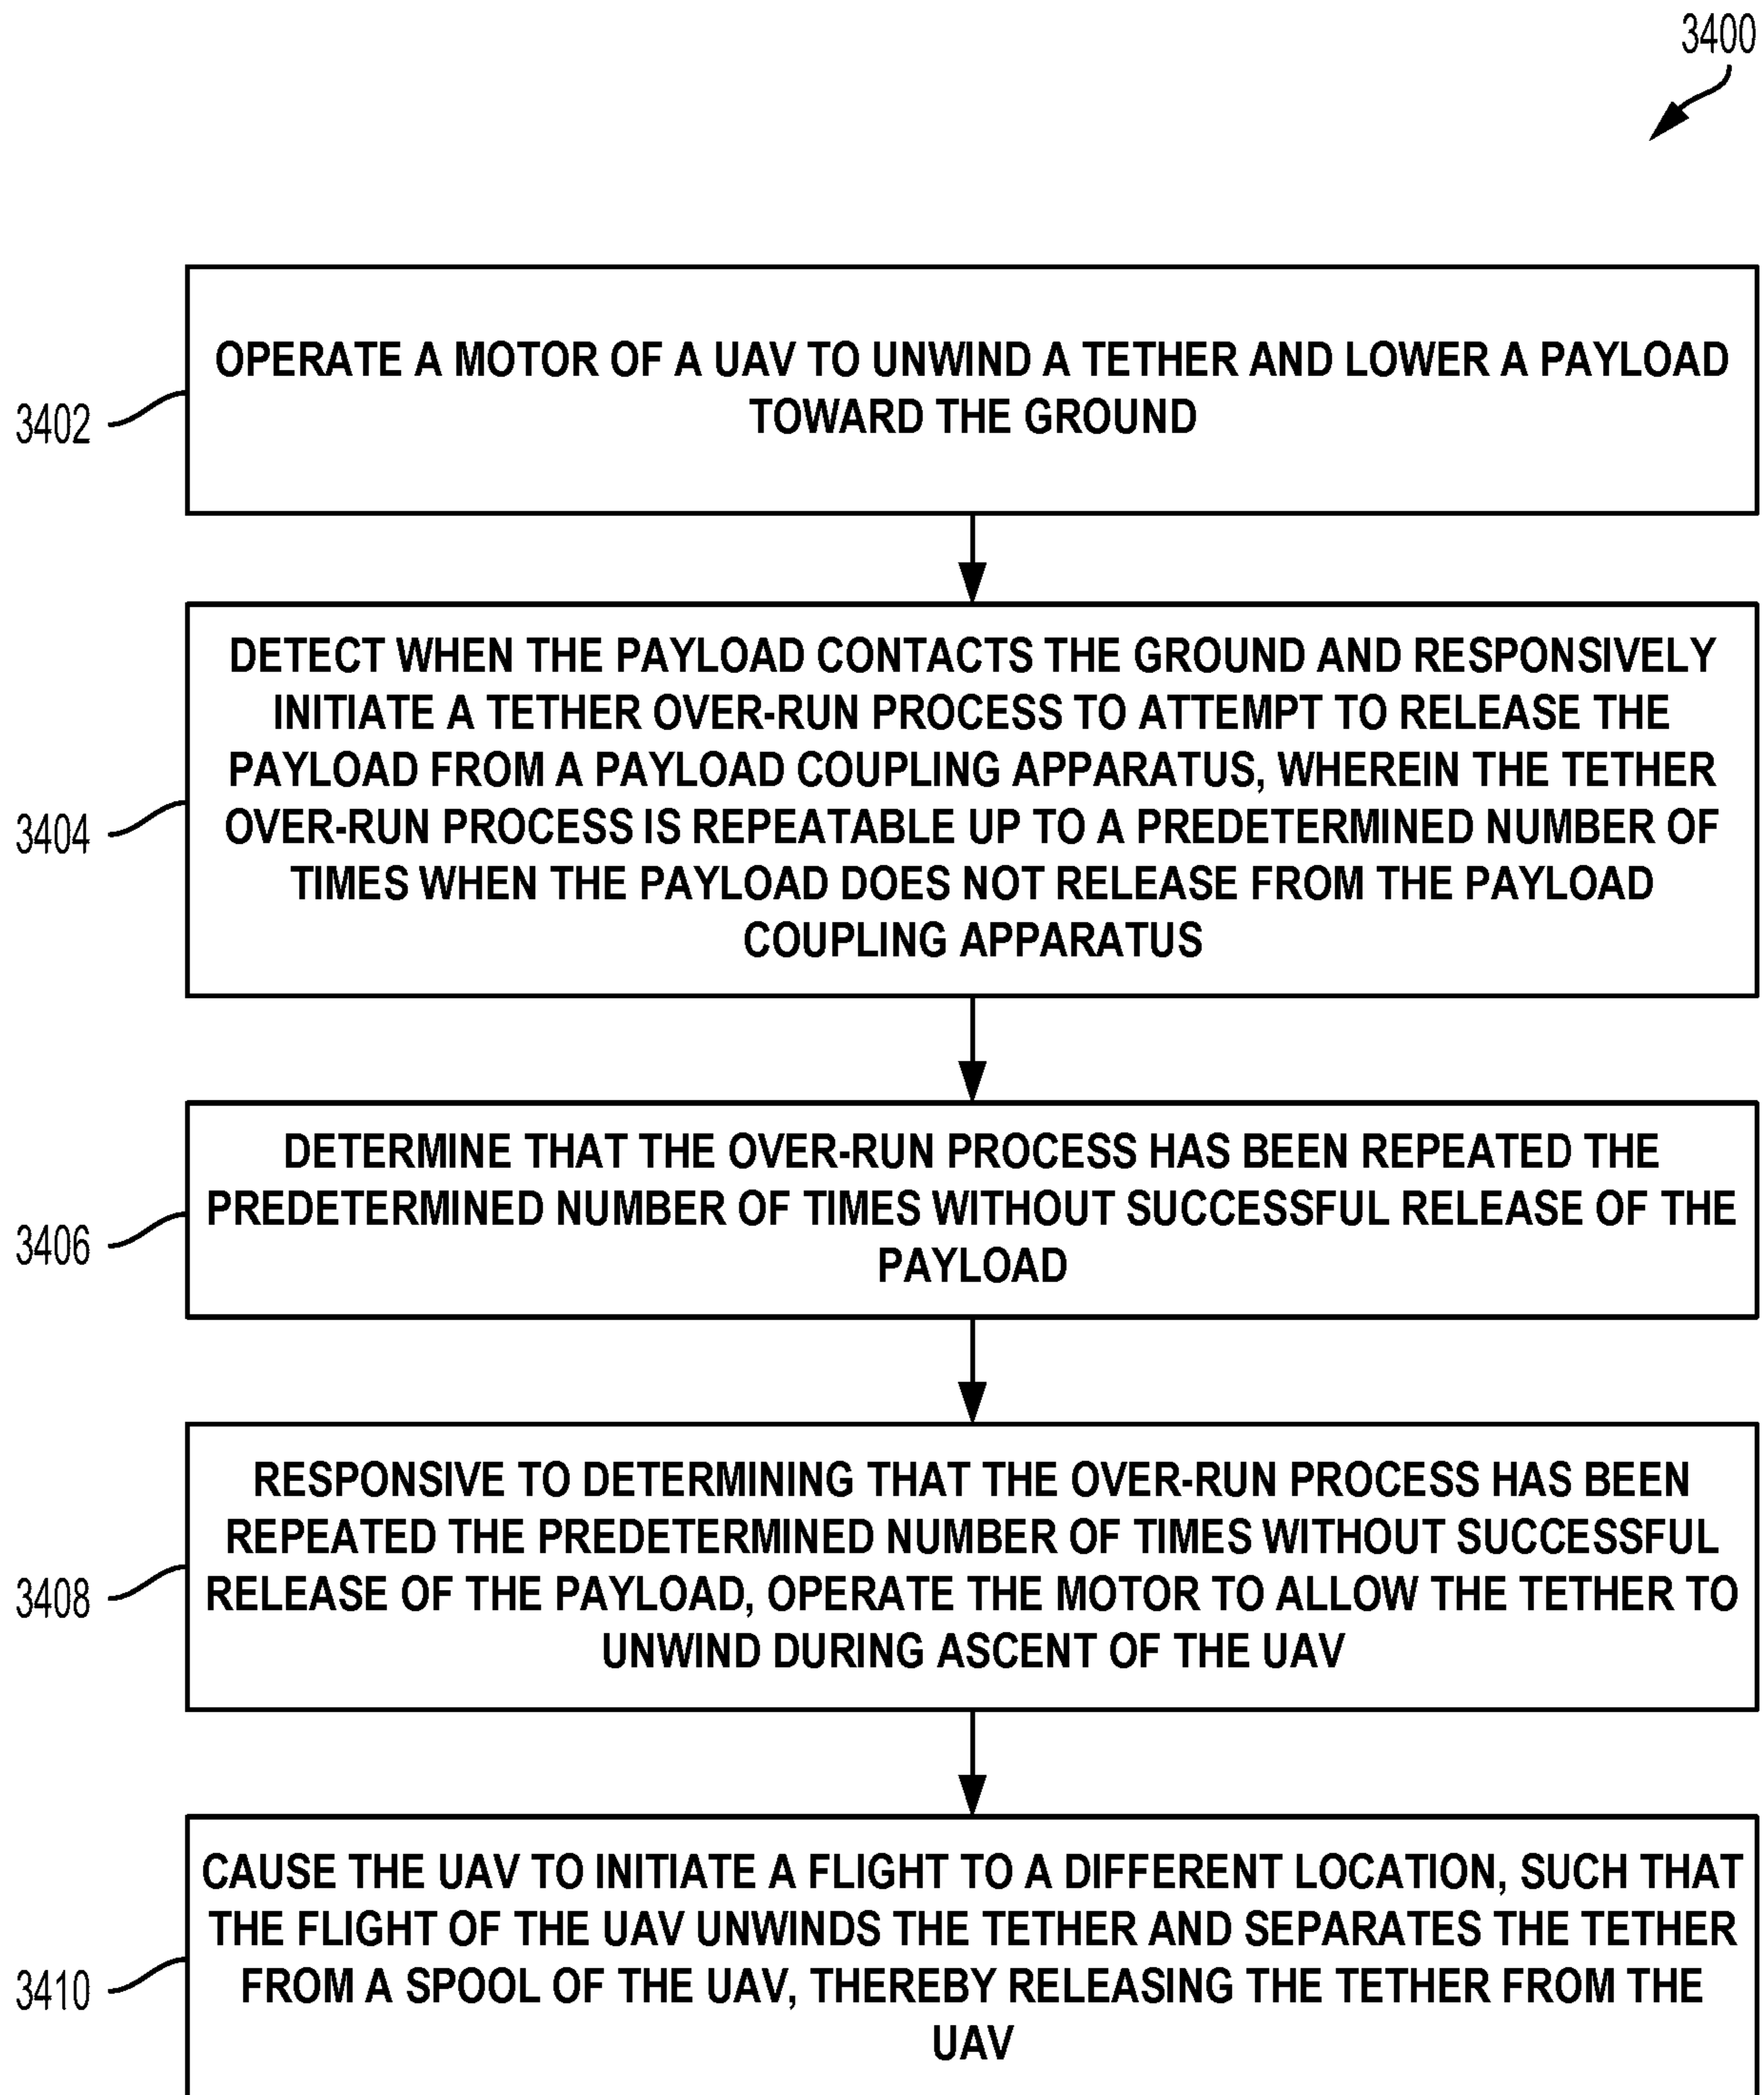 3400
OPERATE A MOTOR OF A UAV TO UNWIND A TETHER AND LOWER A PAYLOAD
TOWARD THE GROUND
3402
DETECT WHEN THE PAYLOAD CONTACTS THE GROUND AND RESPONSIVELY
INITIATE A TETHER OVER-RUN PROCESS TO ATTEMPT TO RELEASE THE
PAYLOAD FROM A PAYLOAD COUPLING APPARATUS, WHEREIN THE TETHER
OVER-RUN PROCESS IS REPEATABLE UP TO A PREDETERMINED NUMBER OF
TIMES WHEN THE PAYLOAD DOES NOT RELEASE FROM THE PAYLOAD
COUPLING APPARATUS
3404
DETERMINE THAT THE OVER-RUN PROCESS HAS BEEN REPEATED THE
PREDETERMINED NUMBER OF TIMES WITHOUT SUCCESSFUL RELEASE OF THE
PAYLOAD
3406
RESPONSIVE TO DETERMINING THAT THE OVER-RUN PROCESS HAS BEEN
REPEATED THE PREDETERMINED NUMBER OF TIMES WITHOUT SUCCESSFUL
RELEASE OF THE PAYLOAD, OPERATE THE MOTOR TO ALLOW THE TETHER TO
UNWIND DURING ASCENT OF THE UAV
3408
CAUSE THE UAV TO INITIATE A FLIGHT TO A DIFFERENT LOCATION, SUCH THAT
THE FLIGHT OF THE UAV UNWINDS THE TETHER AND SEPARATES THE TETHER
FROM A SPOOL OF THE UAV, THEREBY RELEASING THE TETHER FROM THE
UAV
3410